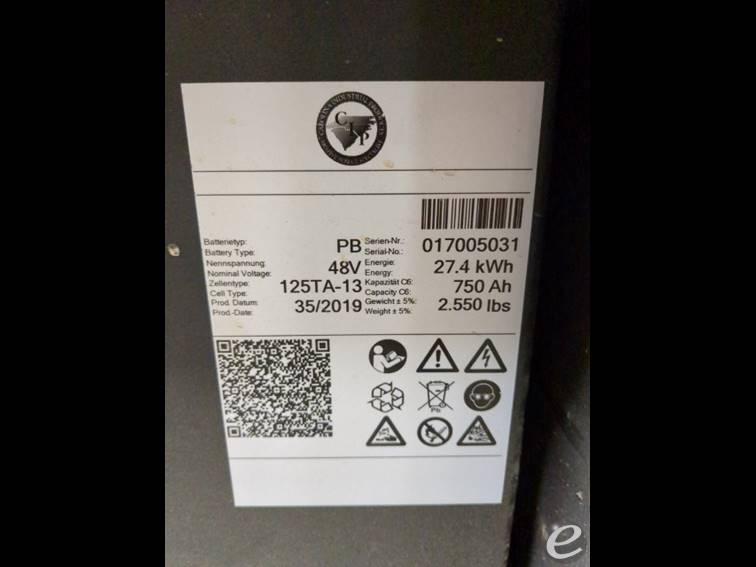 CIP
Batterietyp: PB Serien-Nr.: 017005031
Battery Type: Serial-No.:
Nennspannung: 48V Energie: 27.4 kWh
Nominal Voltage: Energy:
Zellentype: 125TA-13 Kapazität C6: 750 Ah
Cell Type: Capacity C6:
Prod. Datum: 35/2019 Gewicht ± 5%: 2.550 lbs
Prod.-Date: Weight ± 5%:
Pb
e